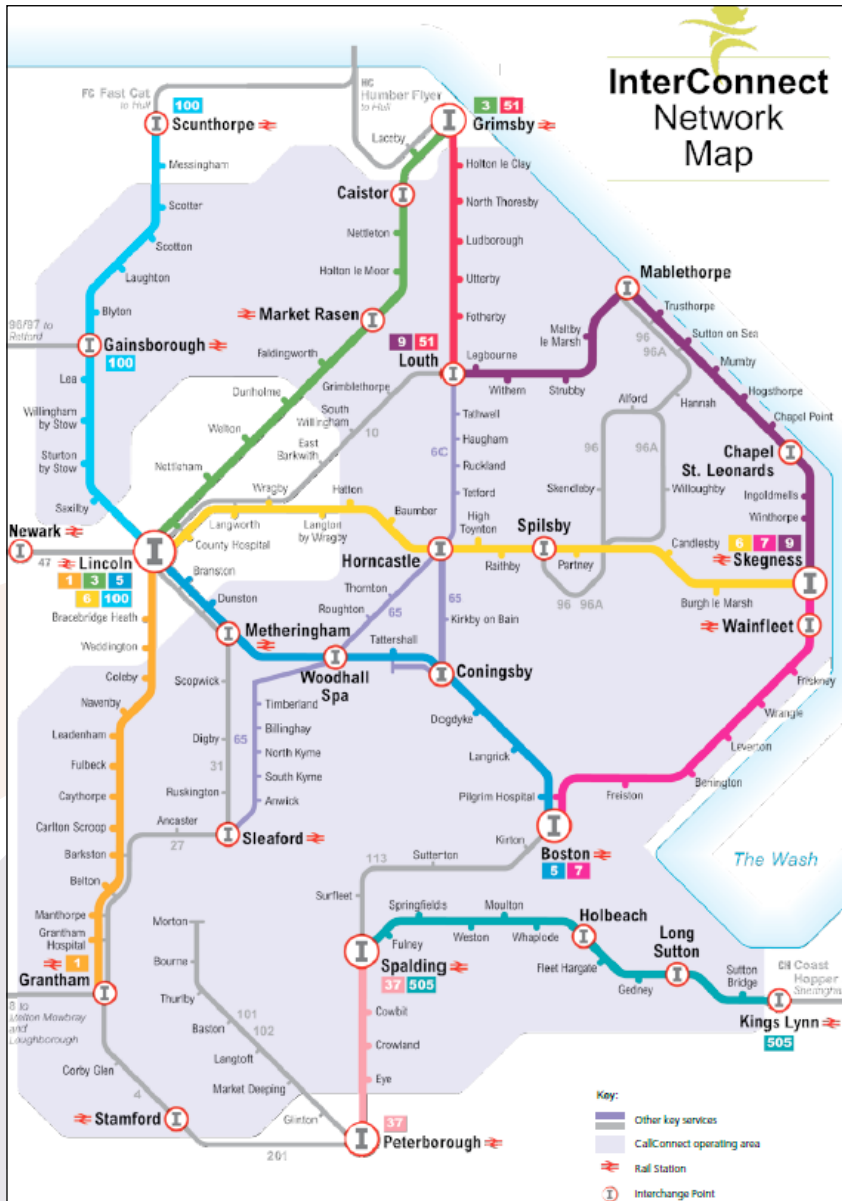 InterConnect
Network
Map
FC Fast Cat
to Hull
HC
Humber Flyer
to Hull
100
Scunthorpe
Messingham
Scotter
Scotton
Laughton
Blyton
96/97 to
Retford
Gainsborough
100
Lea
Willingham
by Stow
Sturton
by Stow
Saxilby
3 51
Grimsby
Laceby
Caistor
Nettleton
Holton le Moor
Market Rasen
Faldingworth
Dunholme
Welton
Nettleham
Holton le Clay
North Thoresby
Ludborough
Utterby
Fotherby
9 51
Louth
Legbourne
Withern
Strubby
Maltby
le Marsh
Mablethorpe
Trusthorpe
Sutton on Sea
Mumby
Hogsthorpe
Chapel Point
96
96A
Hannah
Alford
96
96A
Skendleby
Willoughby
Chapel
St. Leonards
Ingoldmells
Winthorpe
Grimblethorpe
South
Willingham
10
East
Barkwith
Wragby
Tathwell
Haugham
6C
Ruckland
Tetford
Newark
47
Lincoln
1 3 5
6 100
County Hospital
Langworth
Langton
by Wragby
Hatton
Baumber
Horncastle
High
Toynton
Raithby
Spilsby
Partney
96 96A
Candlesby
Burgh le Marsh
6 7 9
Skegness
Wainfleet
Friskney
Wrangle
Leverton
Benington
Freiston
Bracebridge Heath
Waddington
Coleby
Navenby
Leadenham
Fulbeck
Caythorpe
Carlton Scroop
Barkston
Belton
Manthorpe
Grantham
Hospital
1
Grantham
Branston
Dunston
Metheringham
Scopwick
Digby
31
Ruskington
Sleaford
Ancaster
27
Thornton
Roughton
65
Woodhall
Spa
Tattershall
65
Kirkby on Bain
Coningsby
Timberland
Billinghay
65
North Kyme
South Kyme
Anwick
Dogdyke
Langrick
Pilgrim Hospital
Boston
5 7
Kirton
Sutterton
113
Surfleet
The Wash
Springfields
Fulney
Weston
Moulton
Whaplode
Holbeach
Fleet Hargate
Gedney
Long
Sutton
Sutton
Bridge
CH Coast
Hopper
Kings Lynn
505
Spalding
37 505
Cowbit
Crowland
Eye
37
Peterborough
Morton
Bourne
Thurlby
Baston
101
102
Langtoft
Market Deeping
Glinton
8 to
Melton Mowbray
and
Loughborough
Corby Glen
4
Stamford
201
Key:
Other key services
CallConnect operating area
Rail Station
Interchange Point